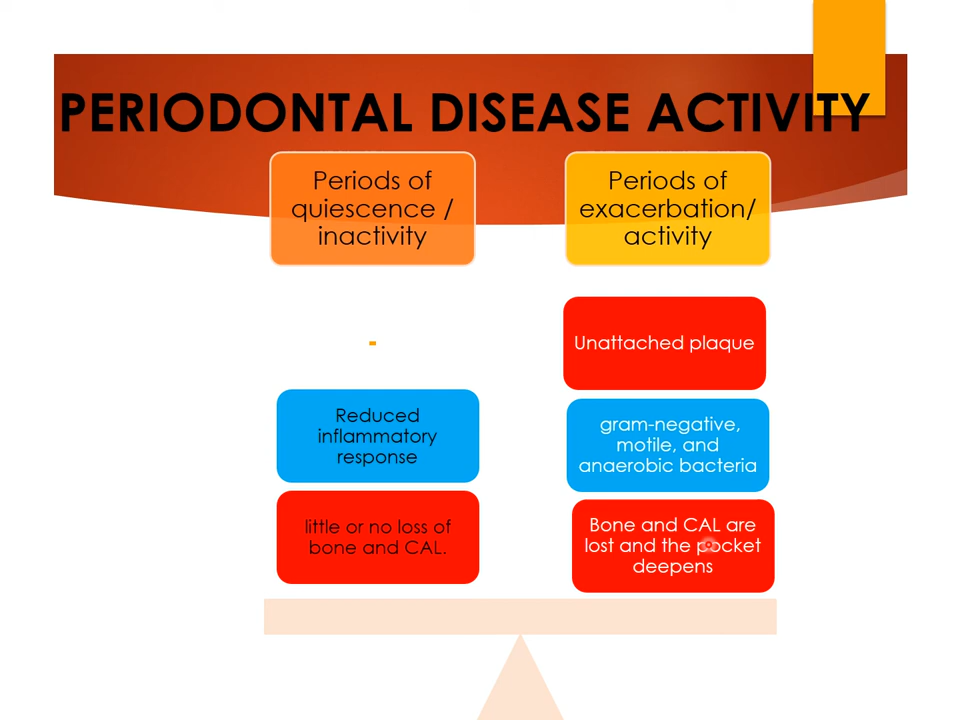 PERIODONTAL DISEASE ACTIVITY
Periods of
quiescence /
inactivity
-
Reduced
inflammatory
response
little or no loss of
bone and CAL.
Periods of
exacerbation/
activity
Unattached plaque
gram-negative,
motile, and
anaerobic bacteria
Bone and CAL are
lost and the pocket
deepens